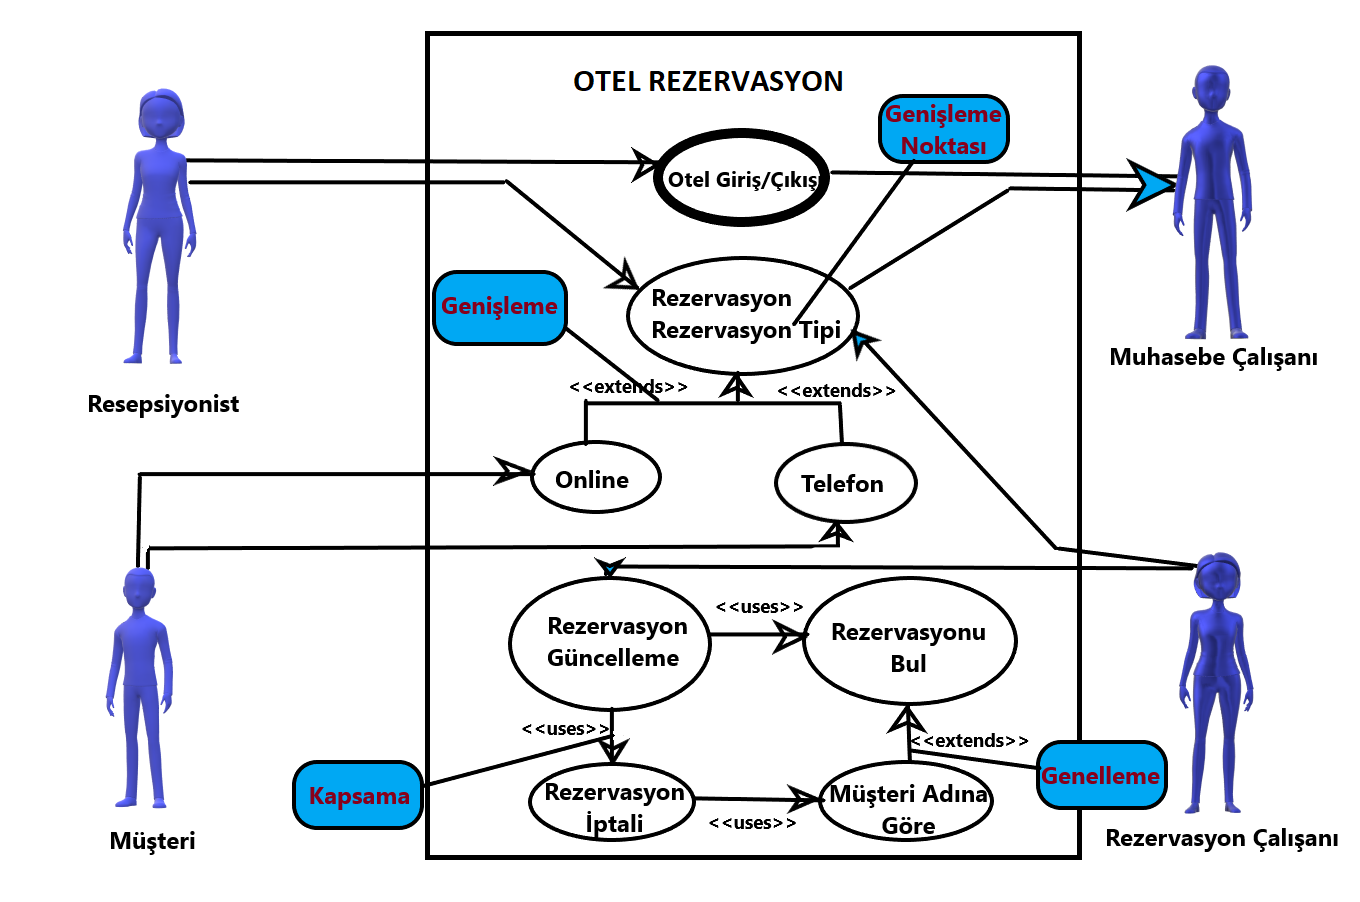 OTEL REZERVASYON
Genişleme
Noktası
Otel Giriş/Çıkışı
Genişleme
Rezervasyon
Rezervasyon Tipi
Muhasebe Çalışanı
Resepsiyonist
<<extends>>
<<extends>>
Online
Telefon
Rezervasyon
Güncelleme
<<uses>>
Rezervasyonu
Bul
<<uses>>
<<extends>>
Kapsama
Rezervasyon
İptali
<<uses>>
Müşteri Adına
Göre
Genelleme
Müşteri
Rezervasyon Çalışanı